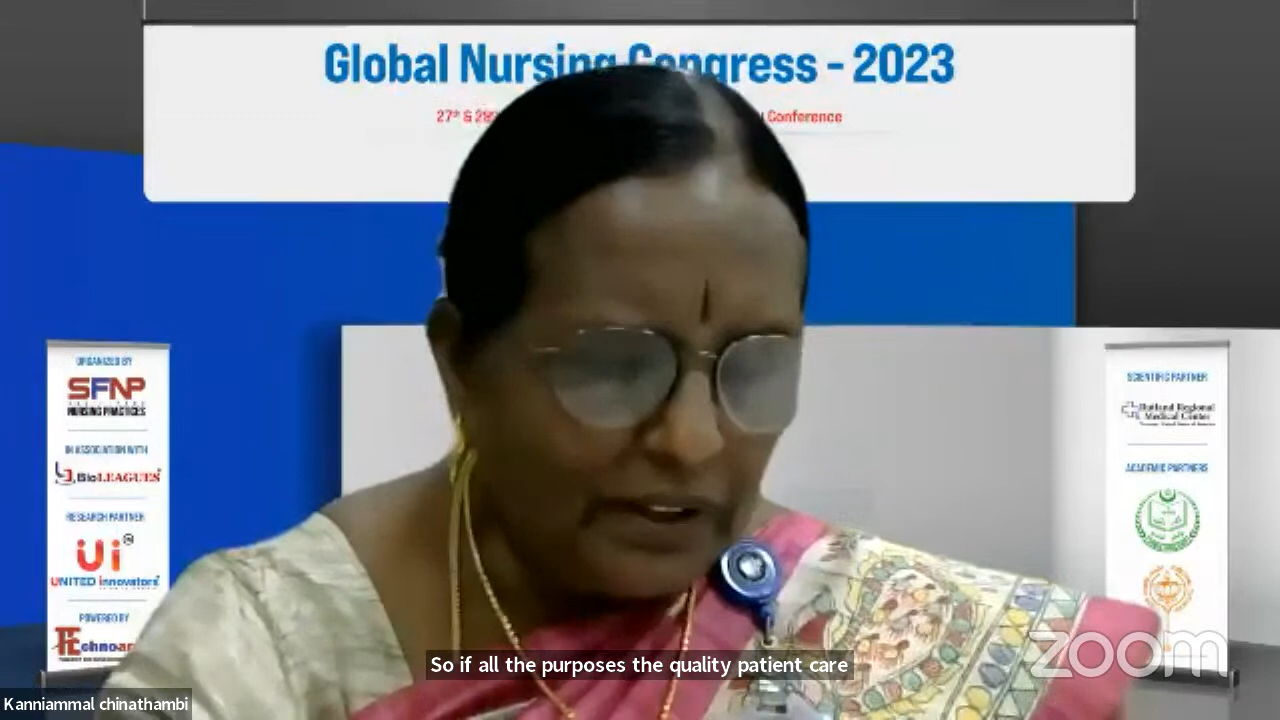 Global Nursing Congress - 2023
27th & 28 Conference
ORGANIZED BY
SFNP
NURSING PRACTICES
IN ASSOCIATION WITH
BioLEAGUES
RESEARCH PARTNER
Ui
UNITED innovators
POWERED BY
SCIENTIFIC PARTNER
Rutland Regional
Medical Center
ACADEMIC PARTNERS
zoom
So if all the purposes the quality patient care
Kanniammal chinathambi